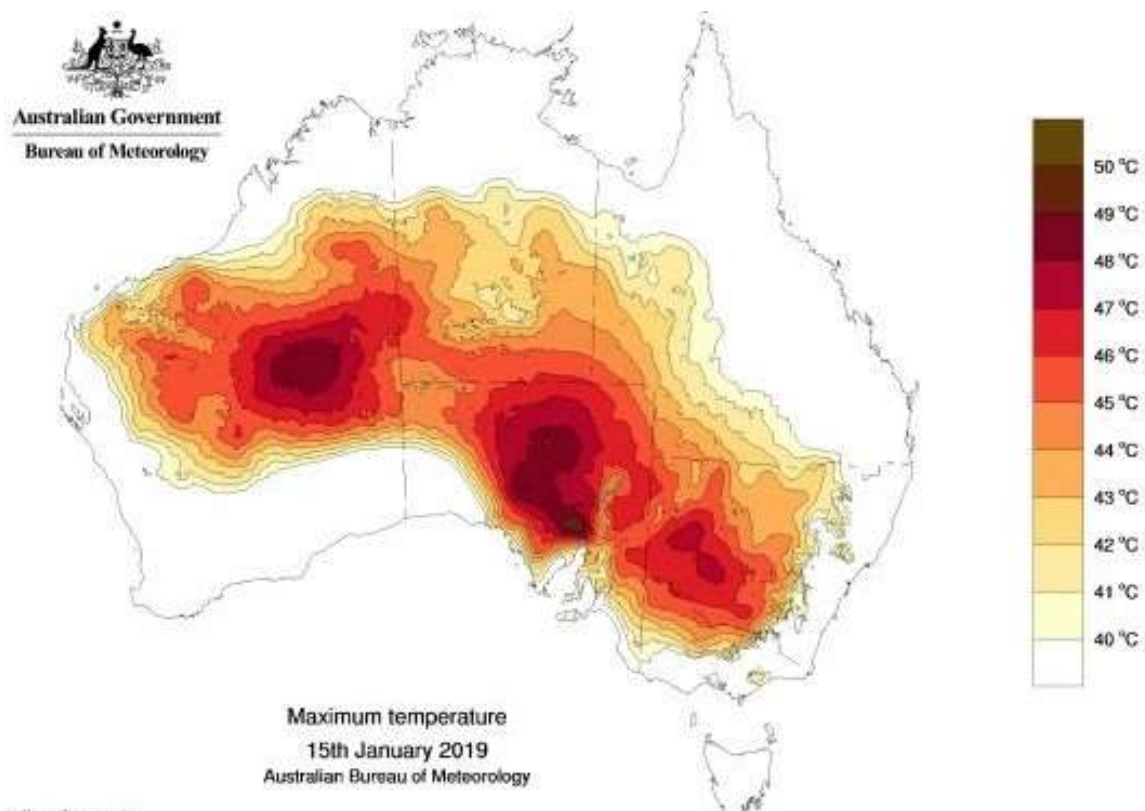 Australian Government
Bureau of Meteorology
50 °C
49 °C
48 °C
47 °C
46 °C
45 °C
44 °C
43 °C
42 °C
41 °C
40 °C
Maximum temperature
15th January 2019
Australian Bureau of Meteorology